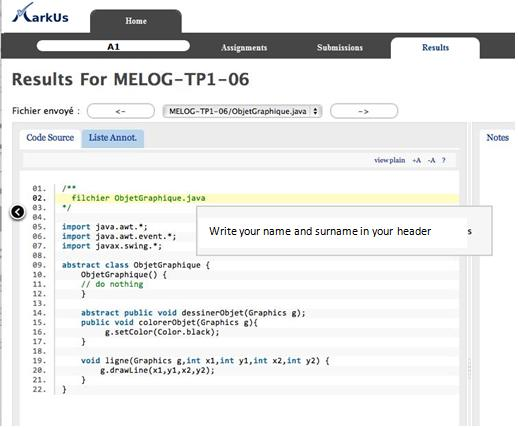 MarkUs
Home
A1
Assignments
Submissions
Results
Results For MELOG-TP1-06
Fichier envoyé : <- MELOG-TP1-06/ObjetGraphique.java ->
Code Source
Liste Annot.
Notes
view plain +A -A ?
01. /**
02. filchier ObjetGraphique.java
03. */
04.
05. import java.awt.*;
06. import java.awt.event.*;
07. import javax.swing.*;
08.
09. abstract class ObjetGraphique {
10. ObjetGraphique() {
11. // do nothing
12. }
13.
14. abstract public void dessinerObjet(Graphics g);
15. public void colorerObjet(Graphics g){
16. g.setColor(Color.black);
17. }
18.
19. void ligne(Graphics g,int x1,int y1,int x2,int y2) {
20. g.drawLine(x1,y1,x2,y2);
21. }
22. }
Write your name and surname in your header s